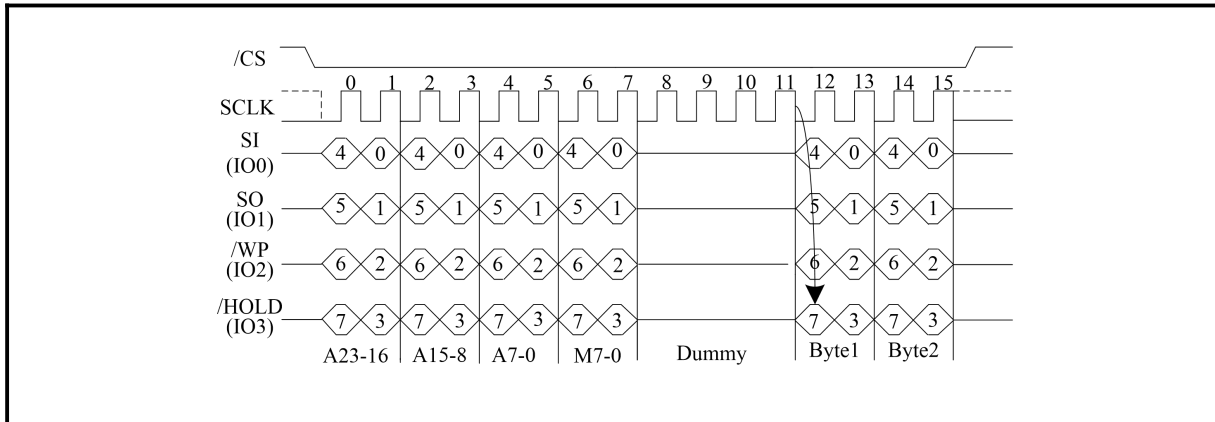 /CS
0 1 2 3 4 5 6 7 8 9 10 11 12 13 14 15
SCLK
SI
(IO0)
4 0 4 0 4 0 4 0 4 0 4 0
SO
(IO1)
5 1 5 1 5 1 5 1 5 1 5 1
/WP
(IO2)
6 2 6 2 6 2 6 2 6 2 6 2
/HOLD
(IO3)
7 3 7 3 7 3 7 3 7 3 7 3
A23-16 A15-8 A7-0 M7-0 Dummy Byte1 Byte2